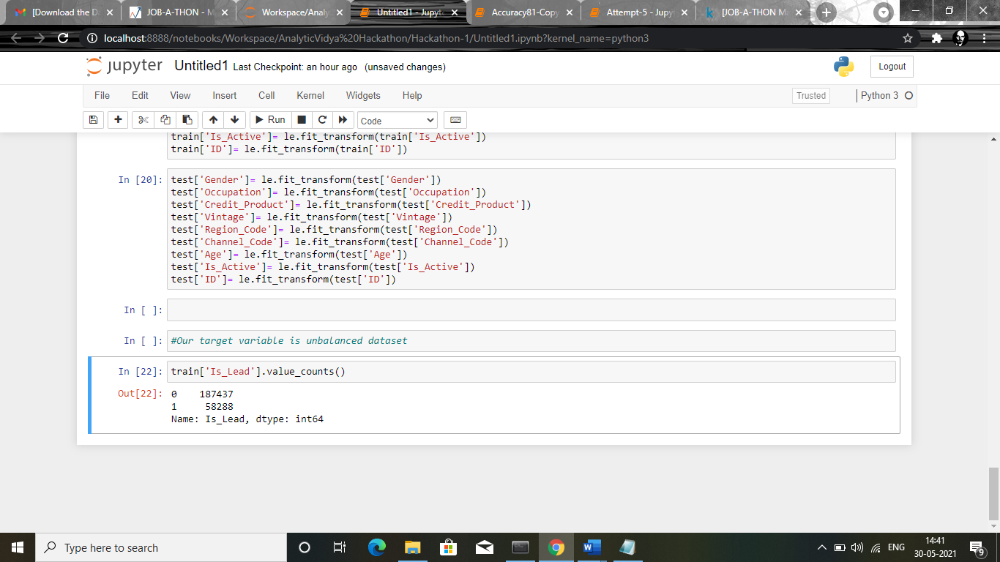 [Download the D
JOB-A-THON - M
Workspace/Analy
Untitled1 - Jupyte
Accuracy81-Copy
Attempt-5 - Jupy
[JOB-A-THON M
localhost:8888/notebooks/Workspace/AnalyticVidya%20Hackathon/Hackathon-1/Untitled1.ipynb?kernel_name=python3
jupyter Untitled1 Last Checkpoint: an hour ago (unsaved changes)
Logout
File Edit View Insert Cell Kernel Widgets Help
Trusted
Python 3
Run
Code
train['Is_Active']= le.fit_transform(train['Is_Active'])
train['ID']= le.fit_transform(train['ID'])
In [20]: test['Gender']= le.fit_transform(test['Gender'])
test['Occupation']= le.fit_transform(test['Occupation'])
test['Credit_Product']= le.fit_transform(test['Credit_Product'])
test['Vintage']= le.fit_transform(test['Vintage'])
test['Region_Code']= le.fit_transform(test['Region_Code'])
test['Channel_Code']= le.fit_transform(test['Channel_Code'])
test['Age']= le.fit_transform(test['Age'])
test['Is_Active']= le.fit_transform(test['Is_Active'])
test['ID']= le.fit_transform(test['ID'])
In [ ]:
In [ ]: #Our target variable is unbalanced dataset
In [22]: train['Is_Lead'].value_counts()
Out[22]: 0 187437
1 58288
Name: Is_Lead, dtype: int64
Type here to search
ENG
14:41
30-05-2021
9